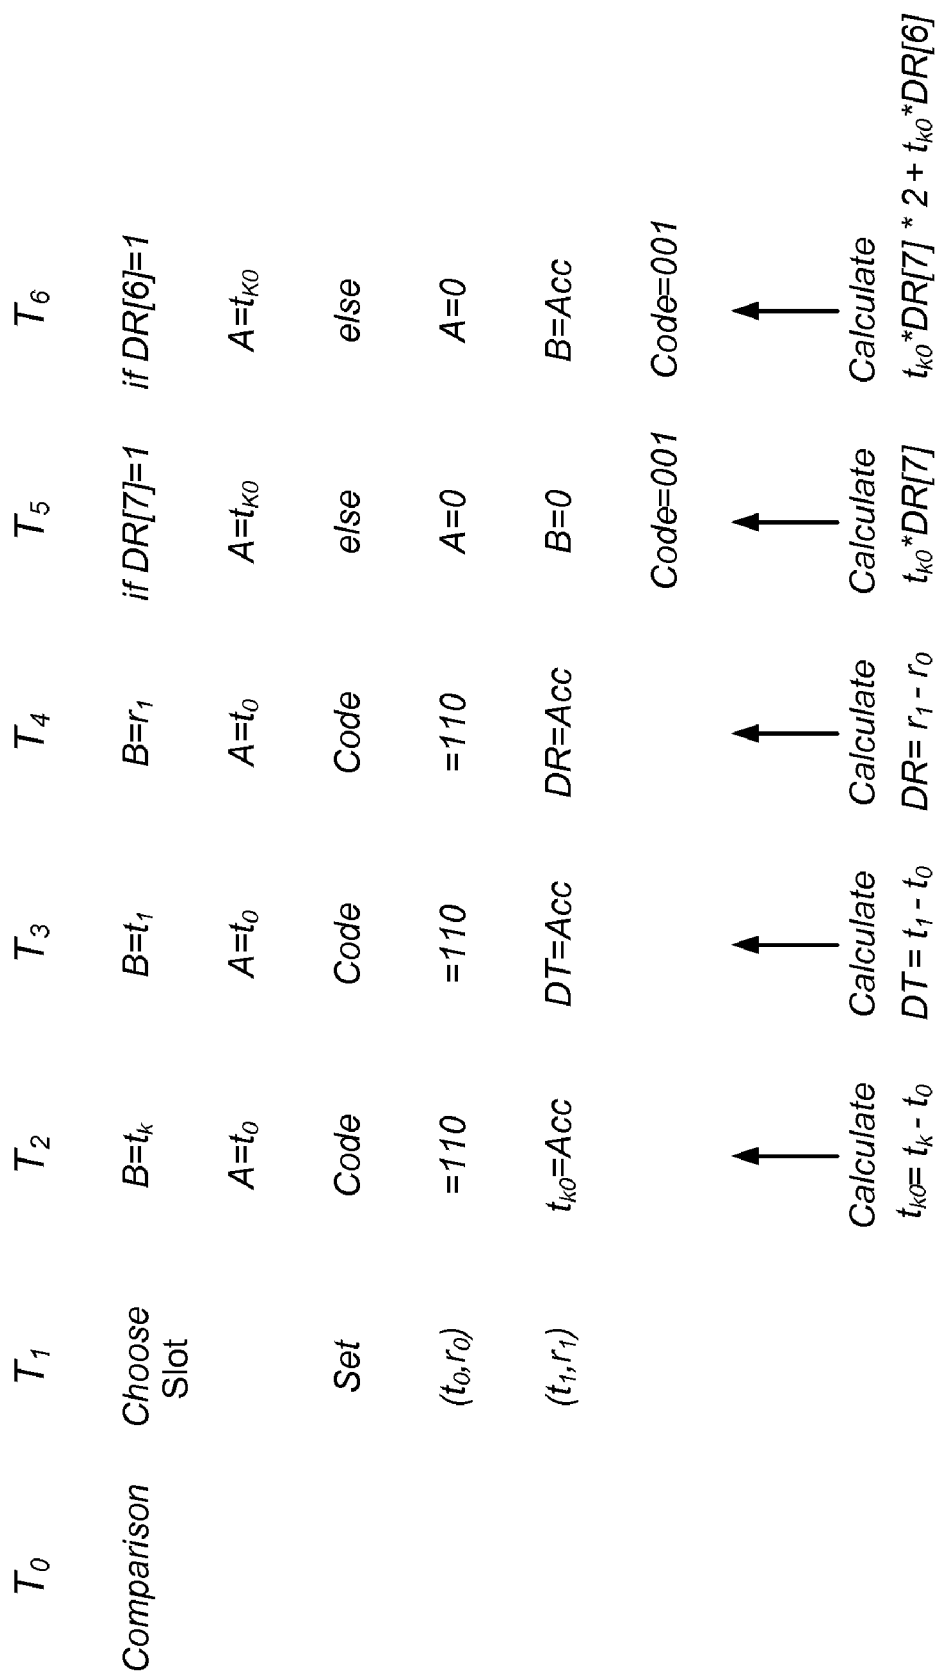 T0 T1 T2 T3 T4 T5 T6
Comparison Choose B=tk B=t1 B=r1 if DR[7]=1 if DR[6]=1
Slot
A=t0 A=t0 A=t0 A=tK0 A=tK0
Set Code Code Code else else
(t0,r0) =110 =110 =110 A=0 A=0
(t1,r1) tk0=Acc DT=Acc DR=Acc B=0 B=Acc
Code=001 Code=001
Calculate Calculate Calculate Calculate Calculate
tk0= tk - t0 DT= t1 - t0 DR= r1 - r0 tk0*DR[7] tk0*DR[7] * 2 + tk0*DR[6]